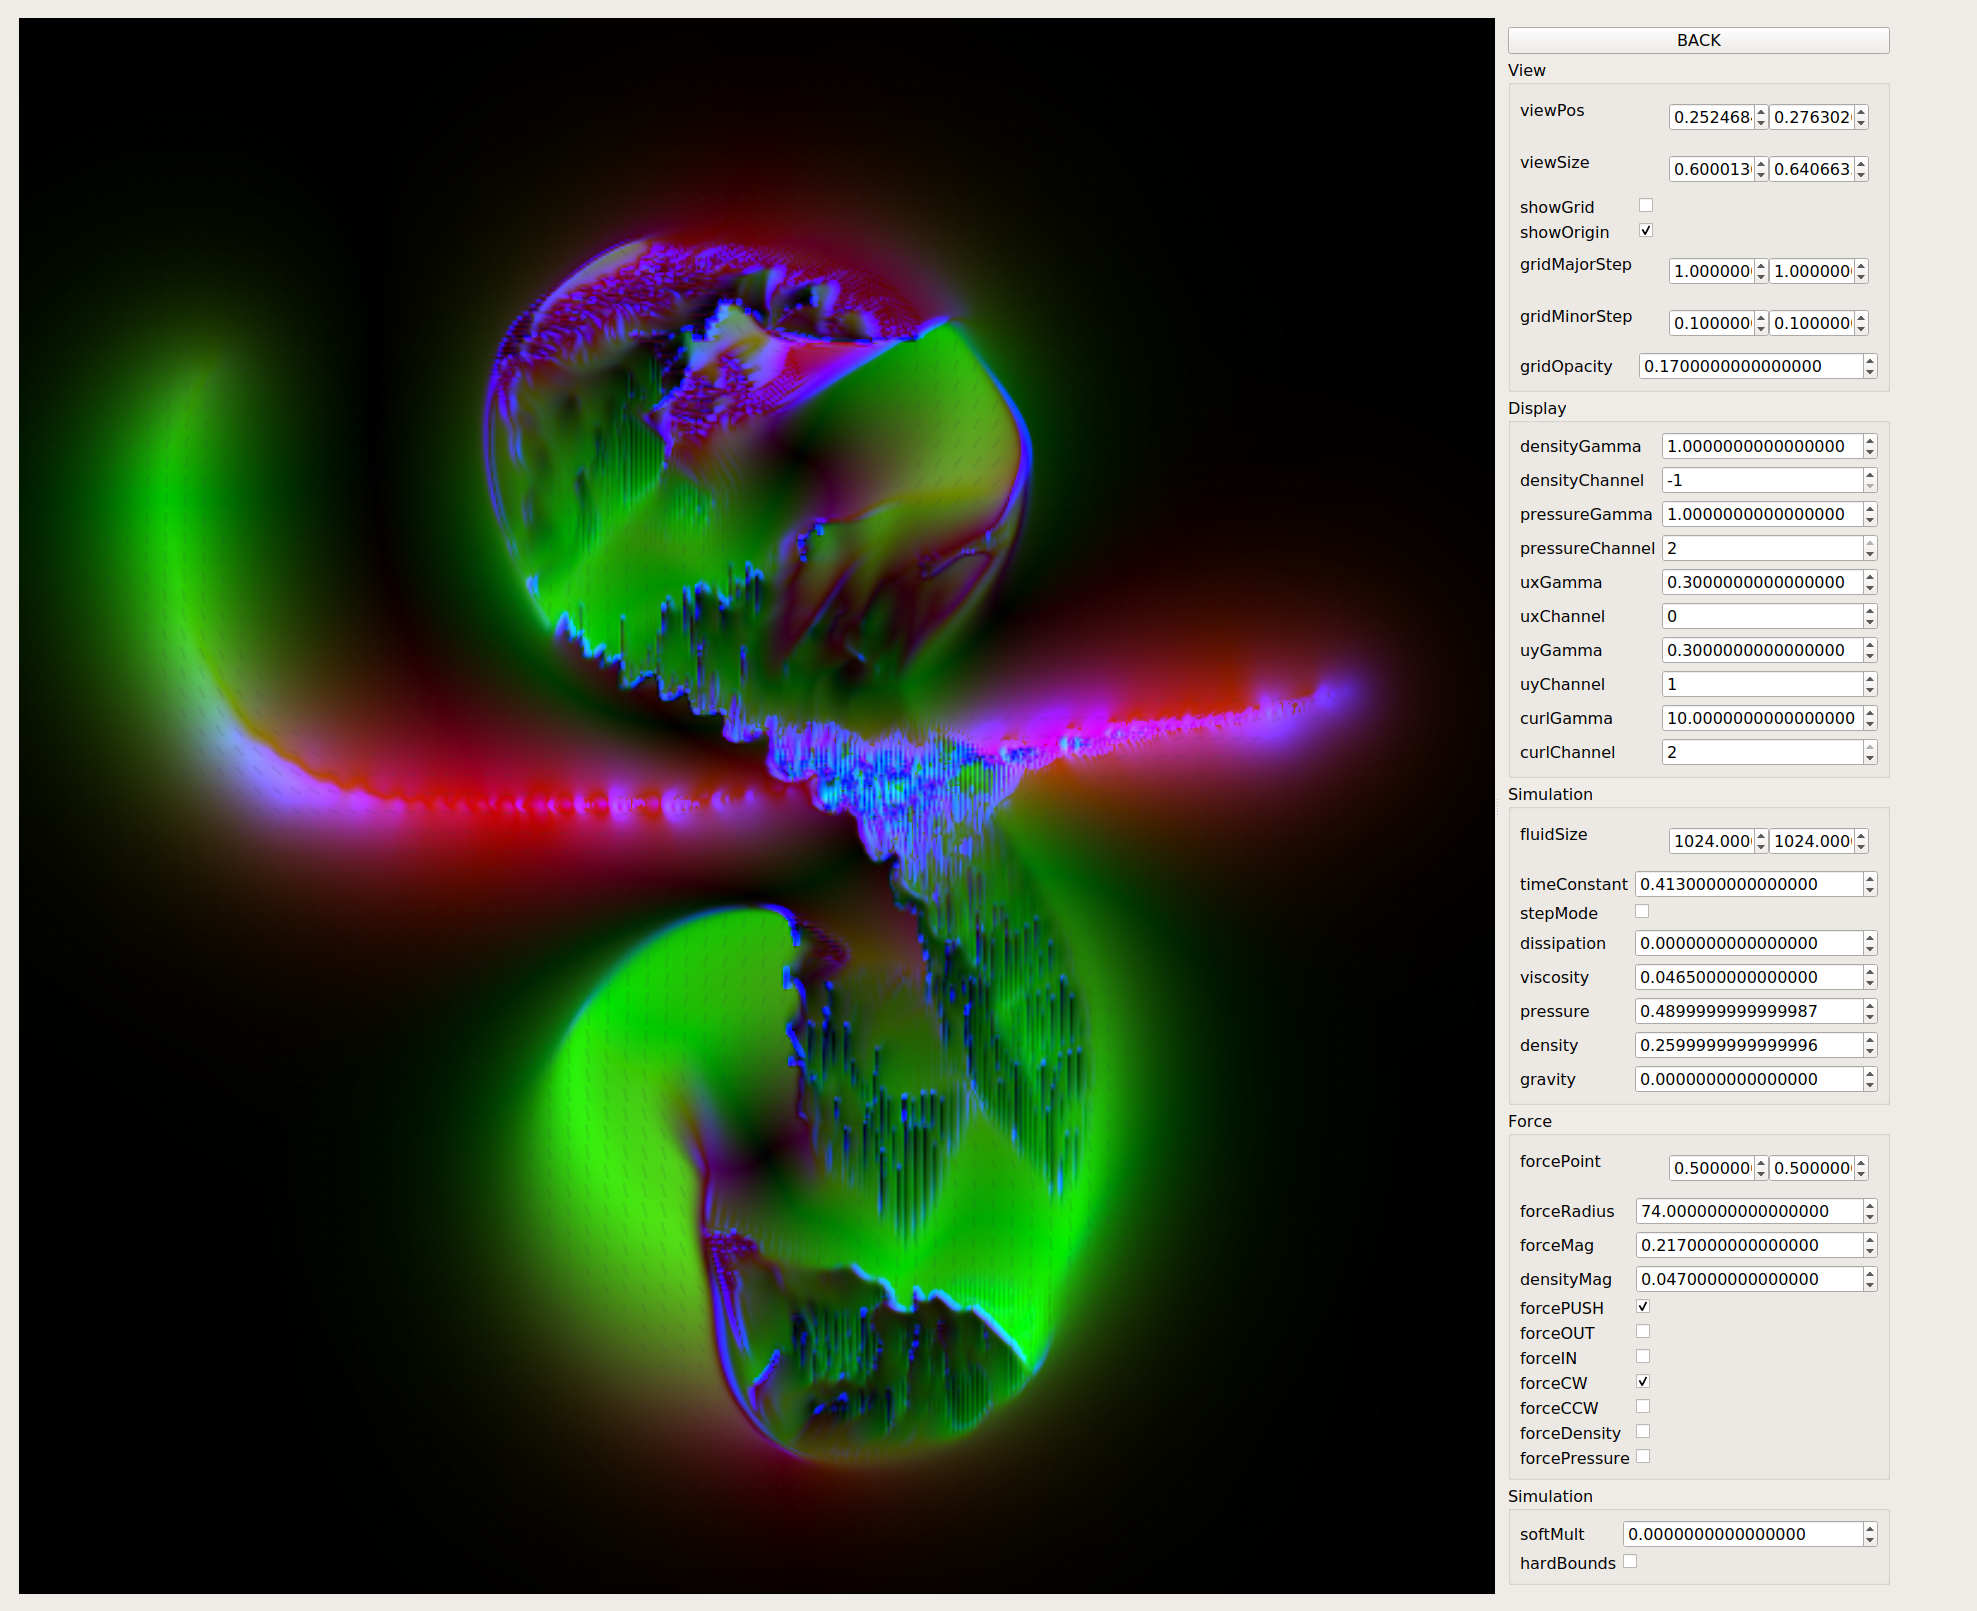 BACK
View
viewPos 0.252468 0.276302
viewSize 0.600013 0.640663
showGrid
showOrigin
gridMajorStep 1.000000 1.000000
gridMinorStep 0.100000 0.100000
gridOpacity 0.1700000000000000
Display
densityGamma 1.0000000000000000
densityChannel -1
pressureGamma 1.0000000000000000
pressureChannel 2
uxGamma 0.3000000000000000
uxChannel 0
uyGamma 0.3000000000000000
uyChannel 1
curlGamma 10.0000000000000000
curlChannel 2
Simulation
fluidSize 1024.000 1024.000
timeConstant 0.4130000000000000
stepMode
dissipation 0.0000000000000000
viscosity 0.0465000000000000
pressure 0.4899999999999987
density 0.2599999999999996
gravity 0.0000000000000000
Force
forcePoint 0.500000 0.500000
forceRadius 74.0000000000000000
forceMag 0.2170000000000000
densityMag 0.0470000000000000
forcePUSH
forceOUT
forceIN
forceCW
forceCCW
forceDensity
forcePressure
Simulation
softMult 0.0000000000000000
hardBounds